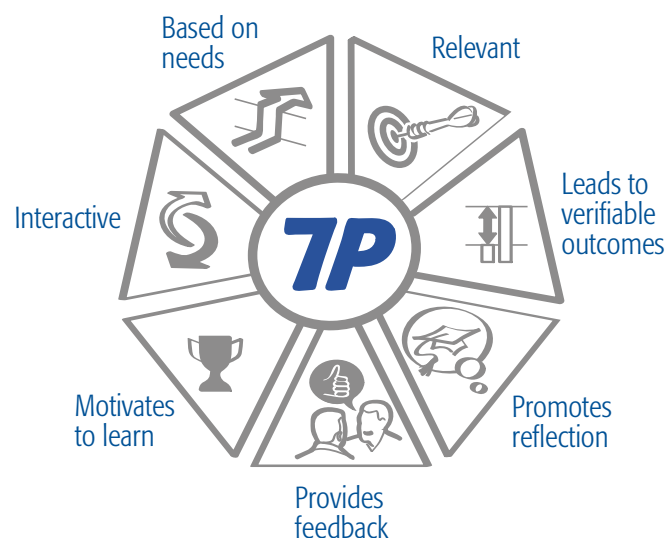 Based on
needs
Relevant
Leads to
verifiable
outcomes
Interactive
7P
Motivates
to learn
Promotes
reflection
Provides
feedback